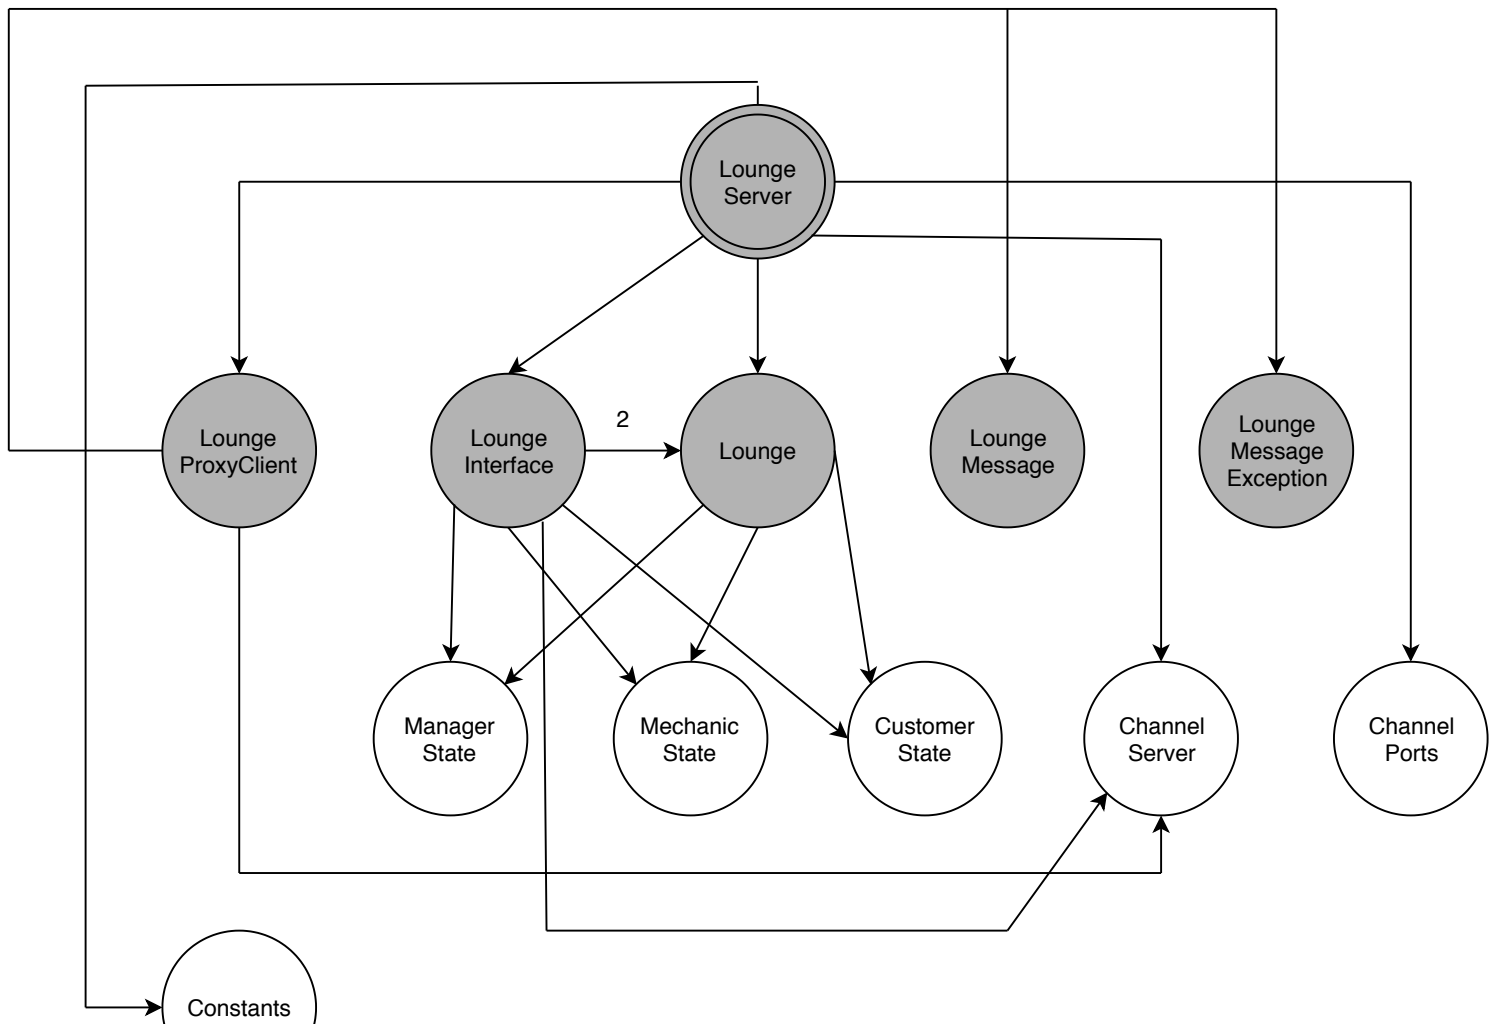 Lounge
Server
2
Lounge
ProxyClient
Lounge
Interface
Lounge
Lounge
Message
Lounge
Message
Exception
Manager
State
Mechanic
State
Customer
State
Channel
Server
Channel
Ports
Constants